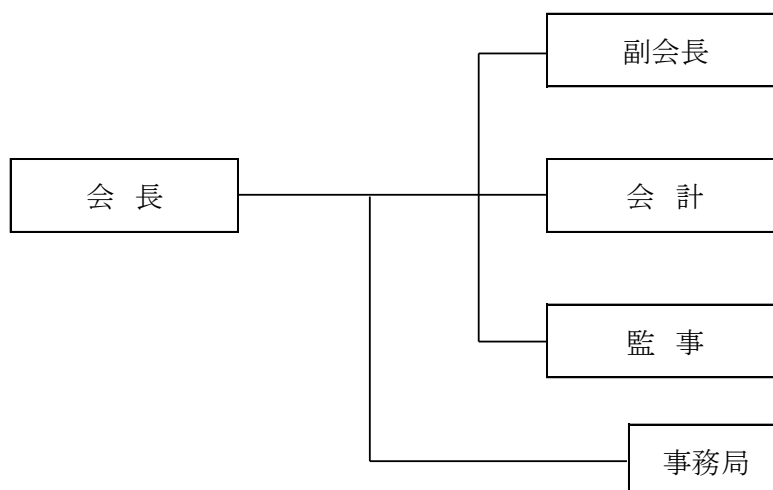 副会長
会 長
会 計
監 事
事務局